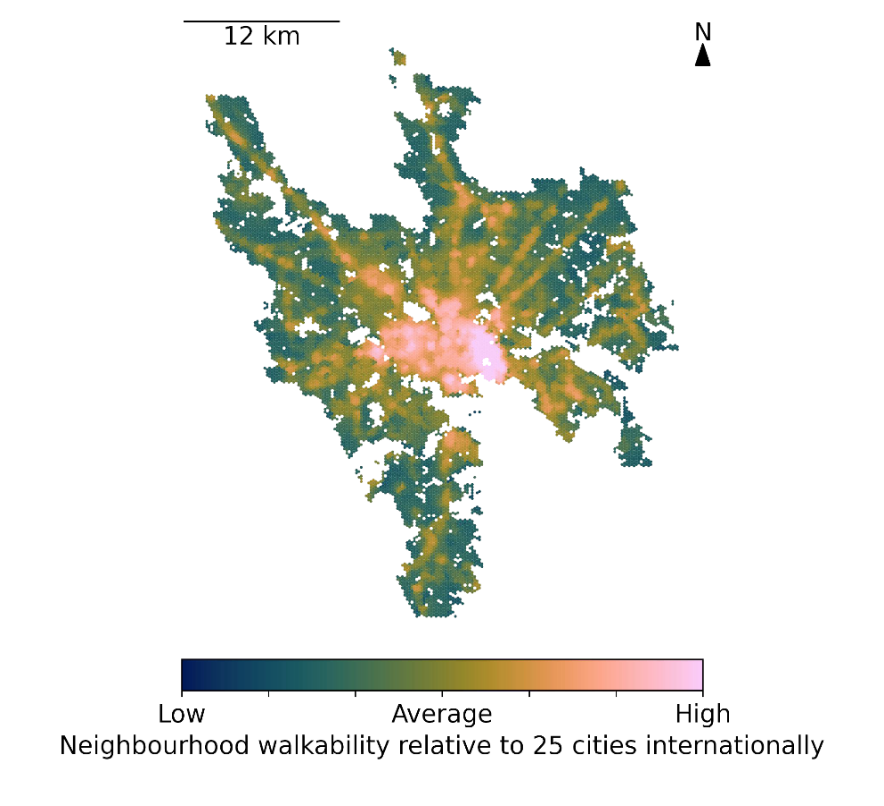 12 km
N
Low Average High
Neighbourhood walkability relative to 25 cities internationally